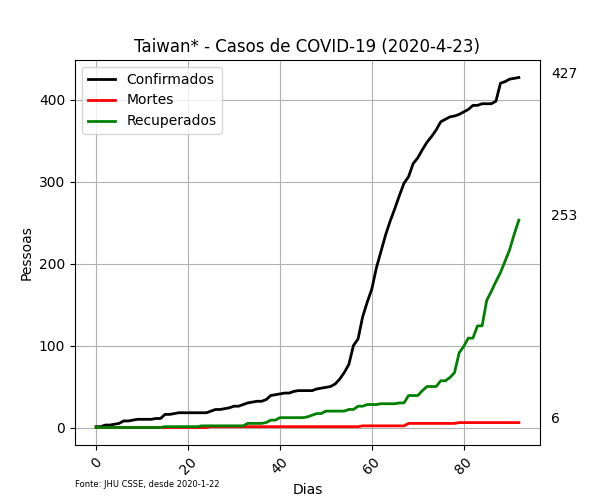 Taiwan* - Casos de COVID-19 (2020-4-23)
Confirmados
Mortes
Recuperados
427
253
6
400
300
200
100
0
Pessoas
0
20
40
60
80
Dias
Fonte: JHU CSSE, desde 2020-1-22